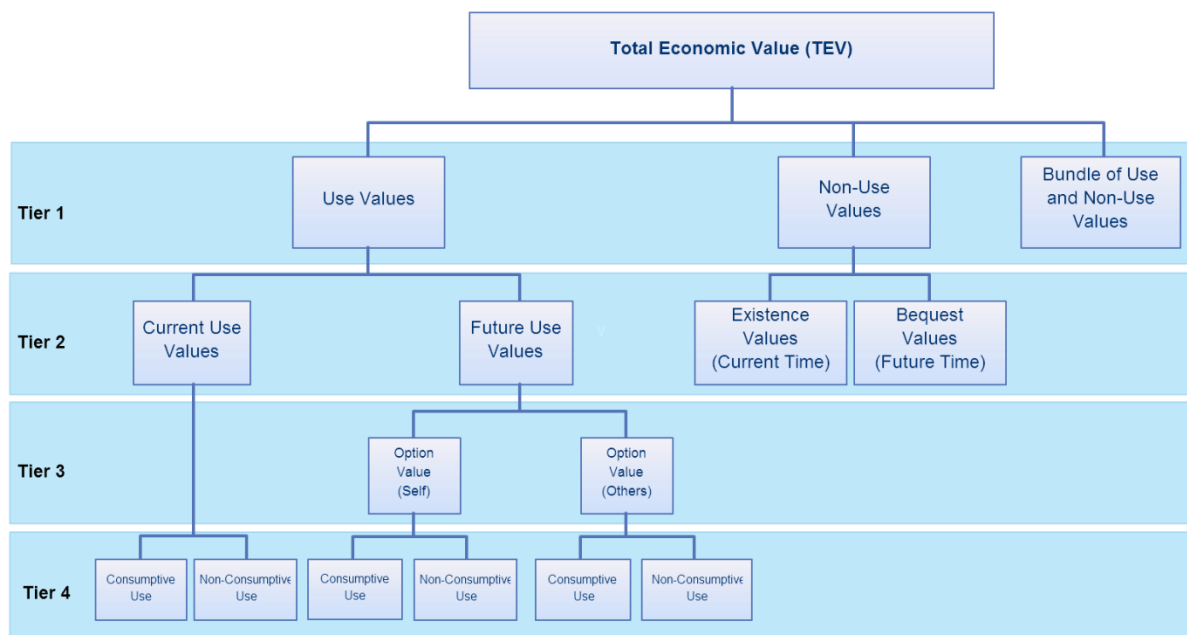 Total Economic Value (TEV)
Tier 1
Use Values
Non-Use
Values
Bundle of Use
and Non-Use
Values
Tier 2
Current Use
Values
Future Use
Values
Existence
Values
(Current Time)
Bequest
Values
(Future Time)
Tier 3
Option
Value
(Self)
Option
Value
(Others)
Tier 4
Consumptive
Use
Non-Consumptive
Use
Consumptive
Use
Non-Consumptive
Use
Consumptive
Use
Non-Consumptive
Use